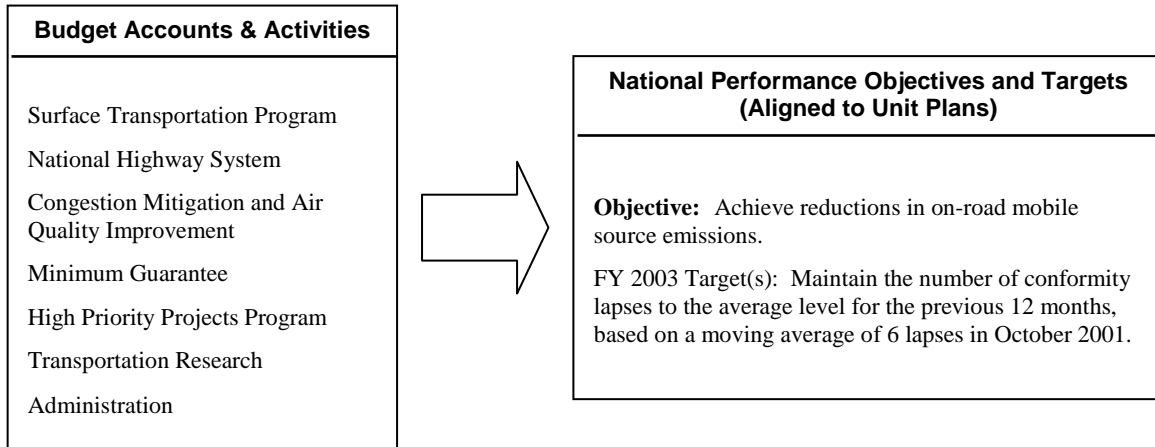 Budget Accounts & Activities
Surface Transportation Program
National Highway System
Congestion Mitigation and Air
Quality Improvement
Minimum Guarantee
High Priority Projects Program
Transportation Research
Administration
National Performance Objectives and Targets
(Aligned to Unit Plans)
Objective: Achieve reductions in on-road mobile
source emissions.
FY 2003 Target(s): Maintain the number of conformity
lapses to the average level for the previous 12 months,
based on a moving average of 6 lapses in October 2001.